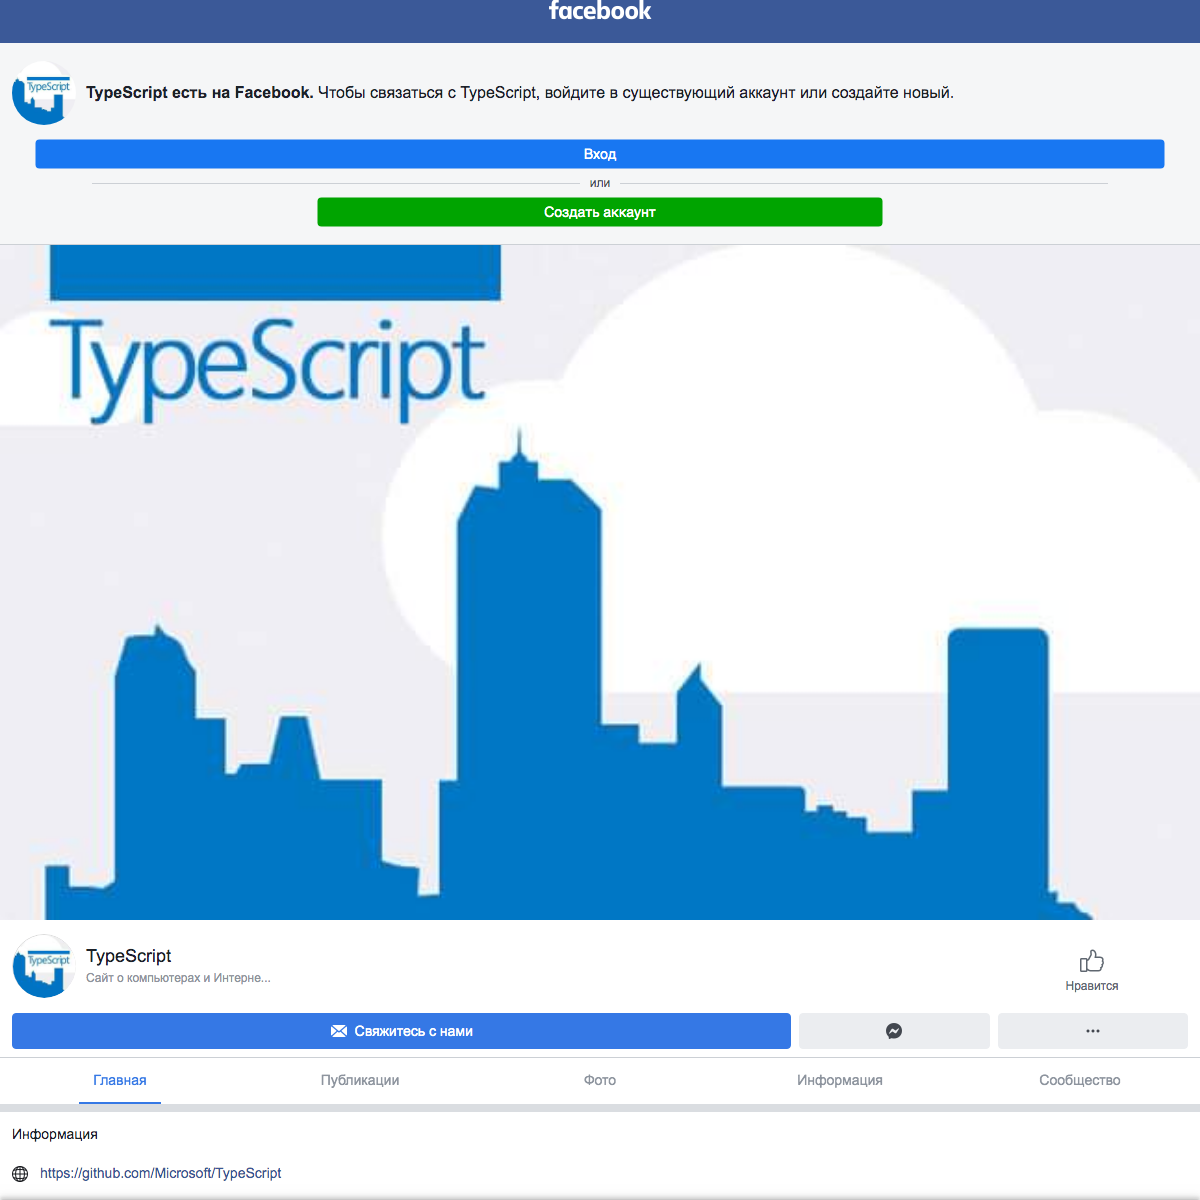 facebook
TypeScript
TypeScript есть на Facebook. Чтобы связаться с TypeScript, войдите в существующий аккаунт или создайте новый.
Вход
или
Создать аккаунт
TypeScript
TypeScript
TypeScript
Сайт о компьютерах и Интерне...
Нравится
Свяжитесь с нами
Главная
Публикации
Фото
Информация
Сообщество
Информация
https://github.com/Microsoft/TypeScript